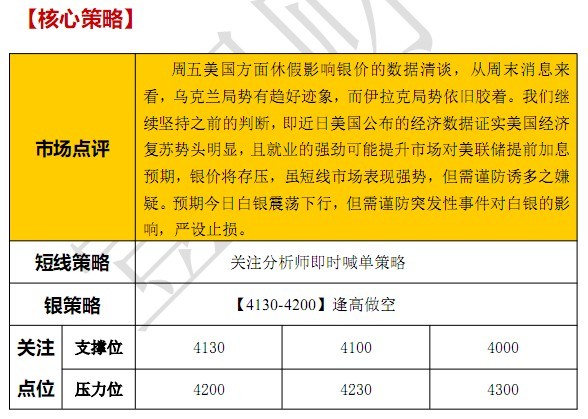 【核心策略】
周五美国方面休假影响银价的数据清谈，从周末消息来
看，乌克兰局势有趋好迹象，而伊拉克局势依旧胶着。我们继
续坚持之前的判断，即近日美国公布的经济数据证实美国经济
市场点评
复苏势头明显，且就业的强劲可能提升市场对美联储提前加息
预期，银价将存压，虽短线市场表现强势，但需谨防诱多之嫌
疑。预期今日白银震荡下行，但需谨防突发性事件对白银的影
响，严设止损。
短线策略 关注分析师即时喊单策略
银策略 【4130-4200】逢高做空
关注 支撑位 4130 4100 4000
点位 压力位 4200 4230 4300